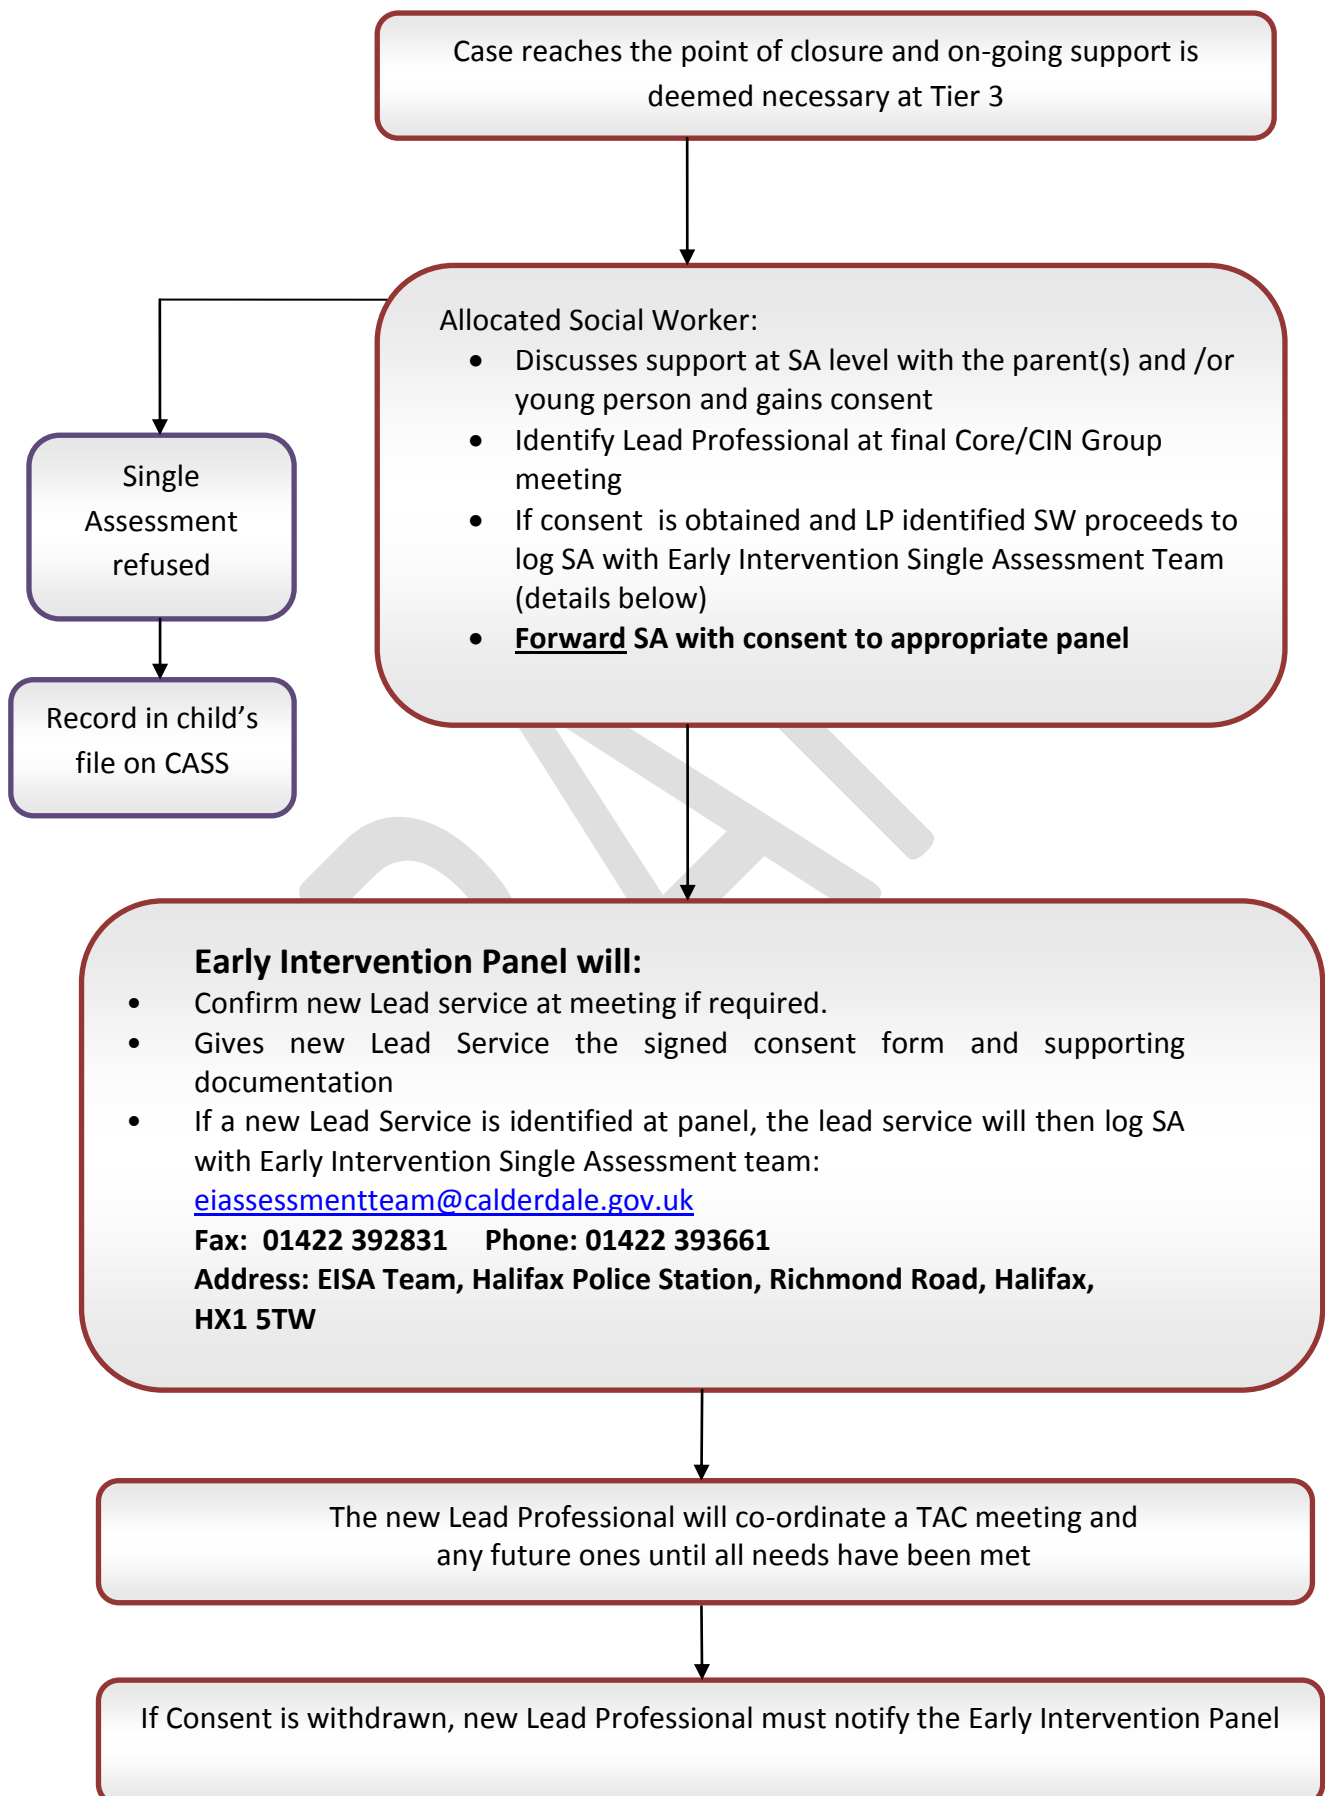 Case reaches the point of closure and on-going support is
deemed necessary at Tier 3
Allocated Social Worker:
• Discusses support at SA level with the parent(s) and /or
young person and gains consent
• Identify Lead Professional at final Core/CIN Group
meeting
• If consent  is obtained and LP identified SW proceeds to
log SA with Early Intervention Single Assessment Team
(details below)
• Forward SA with consent to appropriate panel
Single
Assessment
refused
Record in child’s
file on CASS
Early Intervention Panel will:
• Confirm new Lead service at meeting if required.
• Gives new Lead Service the signed consent form and supporting
documentation
• If a new Lead Service is identified at panel, the lead service will then log SA
with Early Intervention Single Assessment team:
eiassessmentteam@calderdale.gov.uk
Fax:  01422 392831     Phone: 01422 393661
Address: EISA Team, Halifax Police Station, Richmond Road, Halifax,
HX1 5TW
The new Lead Professional will co-ordinate a TAC meeting and
any future ones until all needs have been met
If Consent is withdrawn, new Lead Professional must notify the Early Intervention Panel